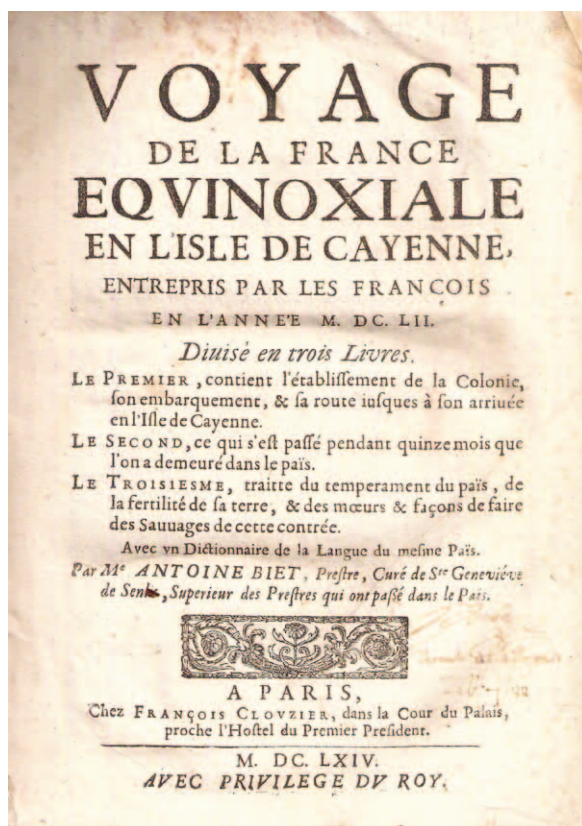 VOYAGE
DE LA FRANCE
EQVINOXIALE
EN L'ISLE DE CAYENNE,
ENTREPRIS PAR LES FRANÇOIS
EN L'ANNE'E M. DC. LII.
Diuisé en trois Livres.
LE PREMIER, contient l'établiſſement de la Colonie,
ſon embarquement, & ſa route iuſques à ſon arriuée
en l'Iſle de Cayenne.
LE SECOND, ce qui s'eſt paſſé pendant quinze mois que
l'on a demeuré dans le païs.
LE TROISIESME, traitte du temperament du païs, de
la fertilité de ſa terre, & des mœurs & façons de faire
des Sauuages de cette contrée.
Avec vn Dictionnaire de la Langue du meſme Païs.
Par Me ANTOINE BIET, Preſtre, Curé de Ste Geneviéve
de Senlis, Superieur des Preſtres qui ont paſſé dans le Païs.
A PARIS,
Chez FRANÇOIS CLOVZIER, dans la Cour du Palais,
proche l'Hoſtel du Premier Preſident.
M. DC. LXIV.
AVEC PRIVILEGE DV ROY.